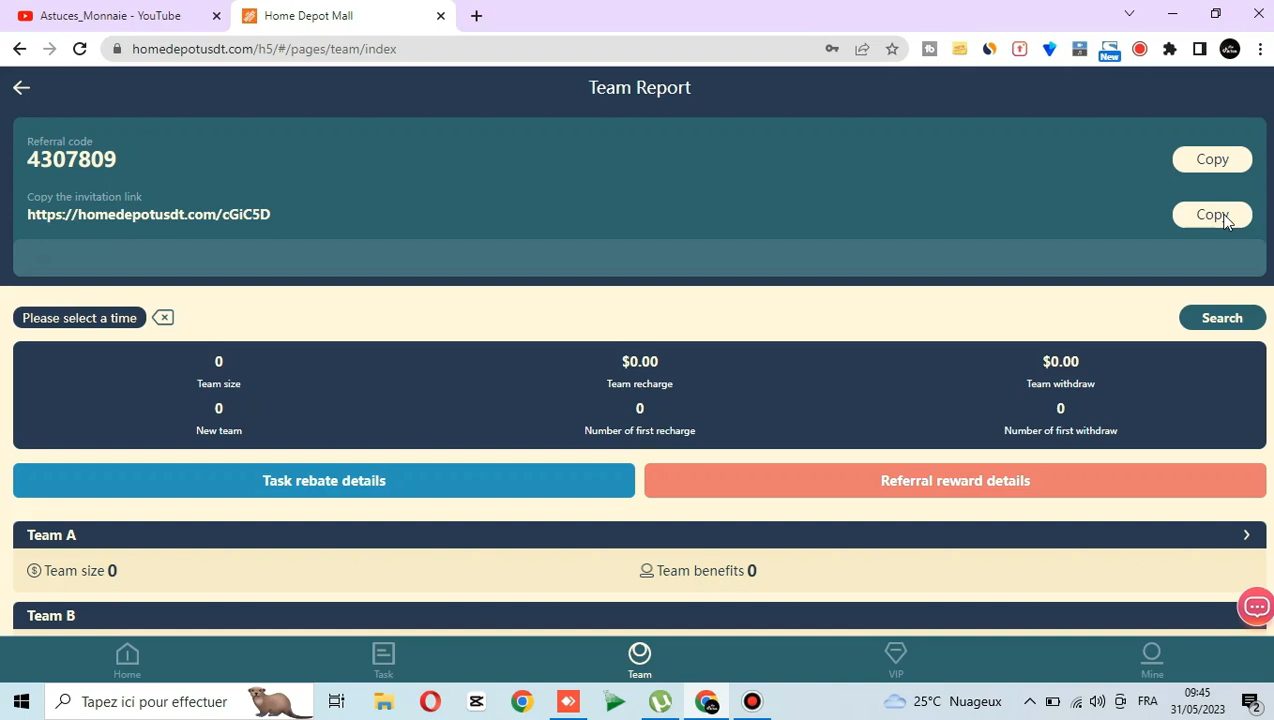 Astuces_Monnaie - YouTube
Home Depot Mall
homedepotusdt.com/h5/#/pages/team/index
New
Team Report
Referral code
4307809
Copy
Copy the invitation link
https://homedepotusdt.com/cGiC5D
Copy
Please select a time
Search
0
$0.00
$0.00
Team size
Team recharge
Team withdraw
0
0
0
New team
Number of first recharge
Number of first withdraw
Task rebate details
Referral reward details
Team A
Team size 0
Team benefits 0
Team B
Home
Task
Team
VIP
Mine
Tapez ici pour effectuer
25°C Nuageux
FRA
09:45
31/05/2023
2